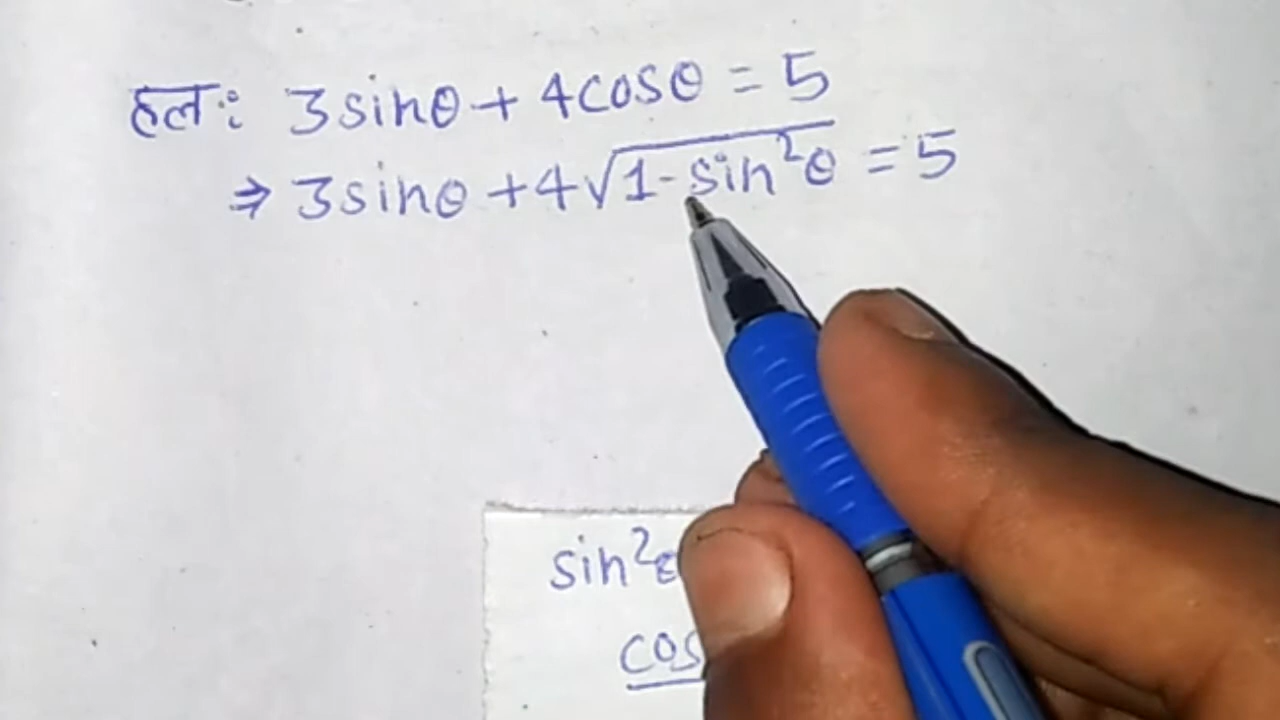 हल :- 3sinθ + 4cosθ = 5
⇒ 3sinθ + 4√1-sin²θ = 5
sin²θ
cos